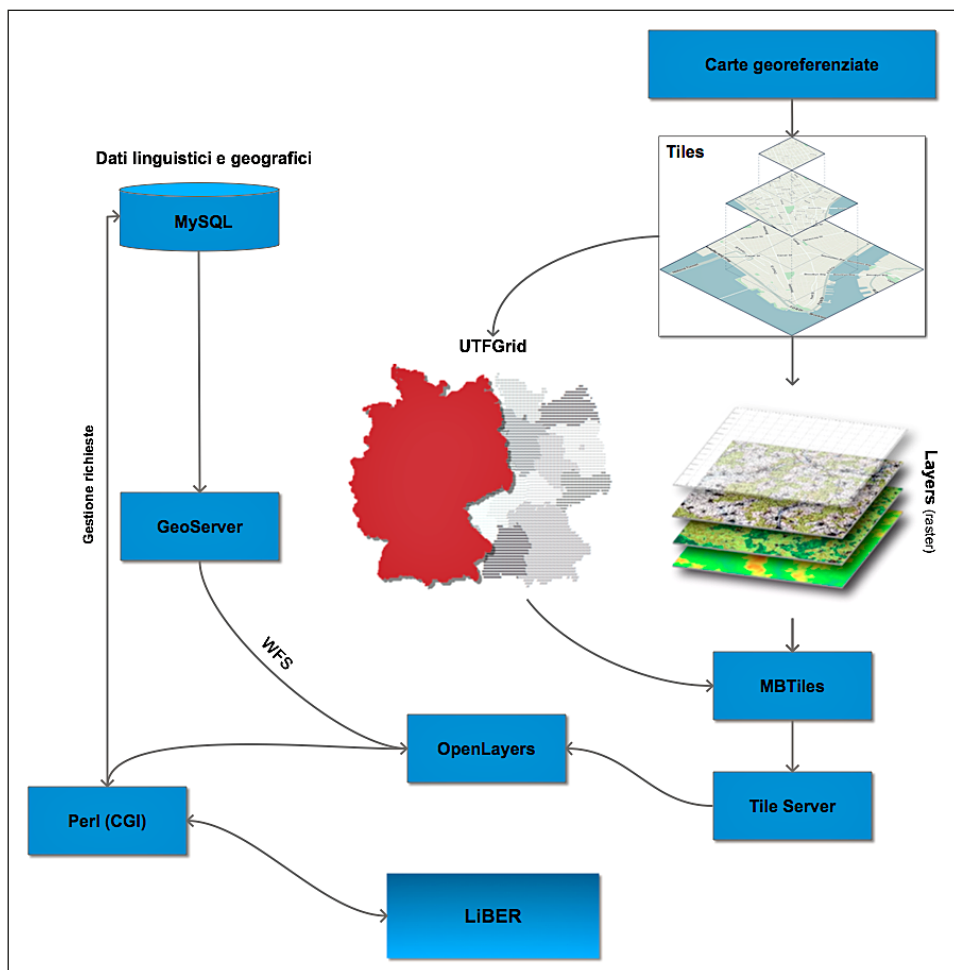 Carte georeferenziate
Tiles
Dati linguistici e geografici
MySQL
UTFGrid
Gestione richieste
Layers (raster)
GeoServer
WFS
MBTiles
OpenLayers
Tile Server
Perl (CGI)
LiBER